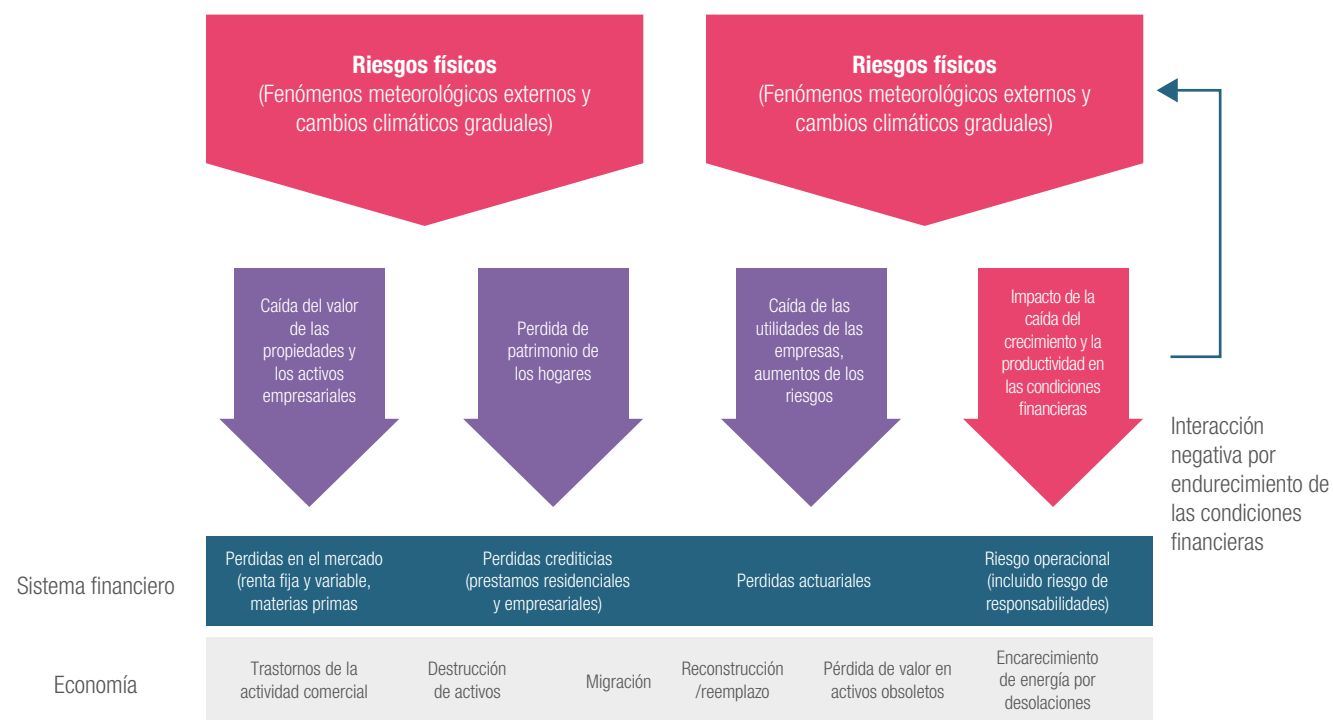 Riesgos físicos
(Fenómenos meteorológicos externos y
cambios climáticos graduales)
Riesgos físicos
(Fenómenos meteorológicos externos y
cambios climáticos graduales)
Caída del valor
de las
propiedades y
los activos
empresariales
Perdida de
patrimonio de
los hogares
Caída de las
utilidades de las
empresas,
aumentos de los
riesgos
Impacto de la
caída del
crecimiento y la
productividad en
las condiciones
financieras
Interacción
negativa por
endurecimiento de
las condiciones
financieras
Sistema financiero
Perdidas en el mercado
(renta fija y variable,
materias primas
Perdidas crediticias
(prestamos residenciales
y empresariales)
Perdidas actuariales
Riesgo operacional
(incluido riesgo de
responsabilidades)
Economía
Trastornos de la
actividad comercial
Destrucción
de activos
Migración
Reconstrucción
/reemplazo
Pérdida de valor en
activos obsoletos
Encarecimiento
de energía por
desolaciones